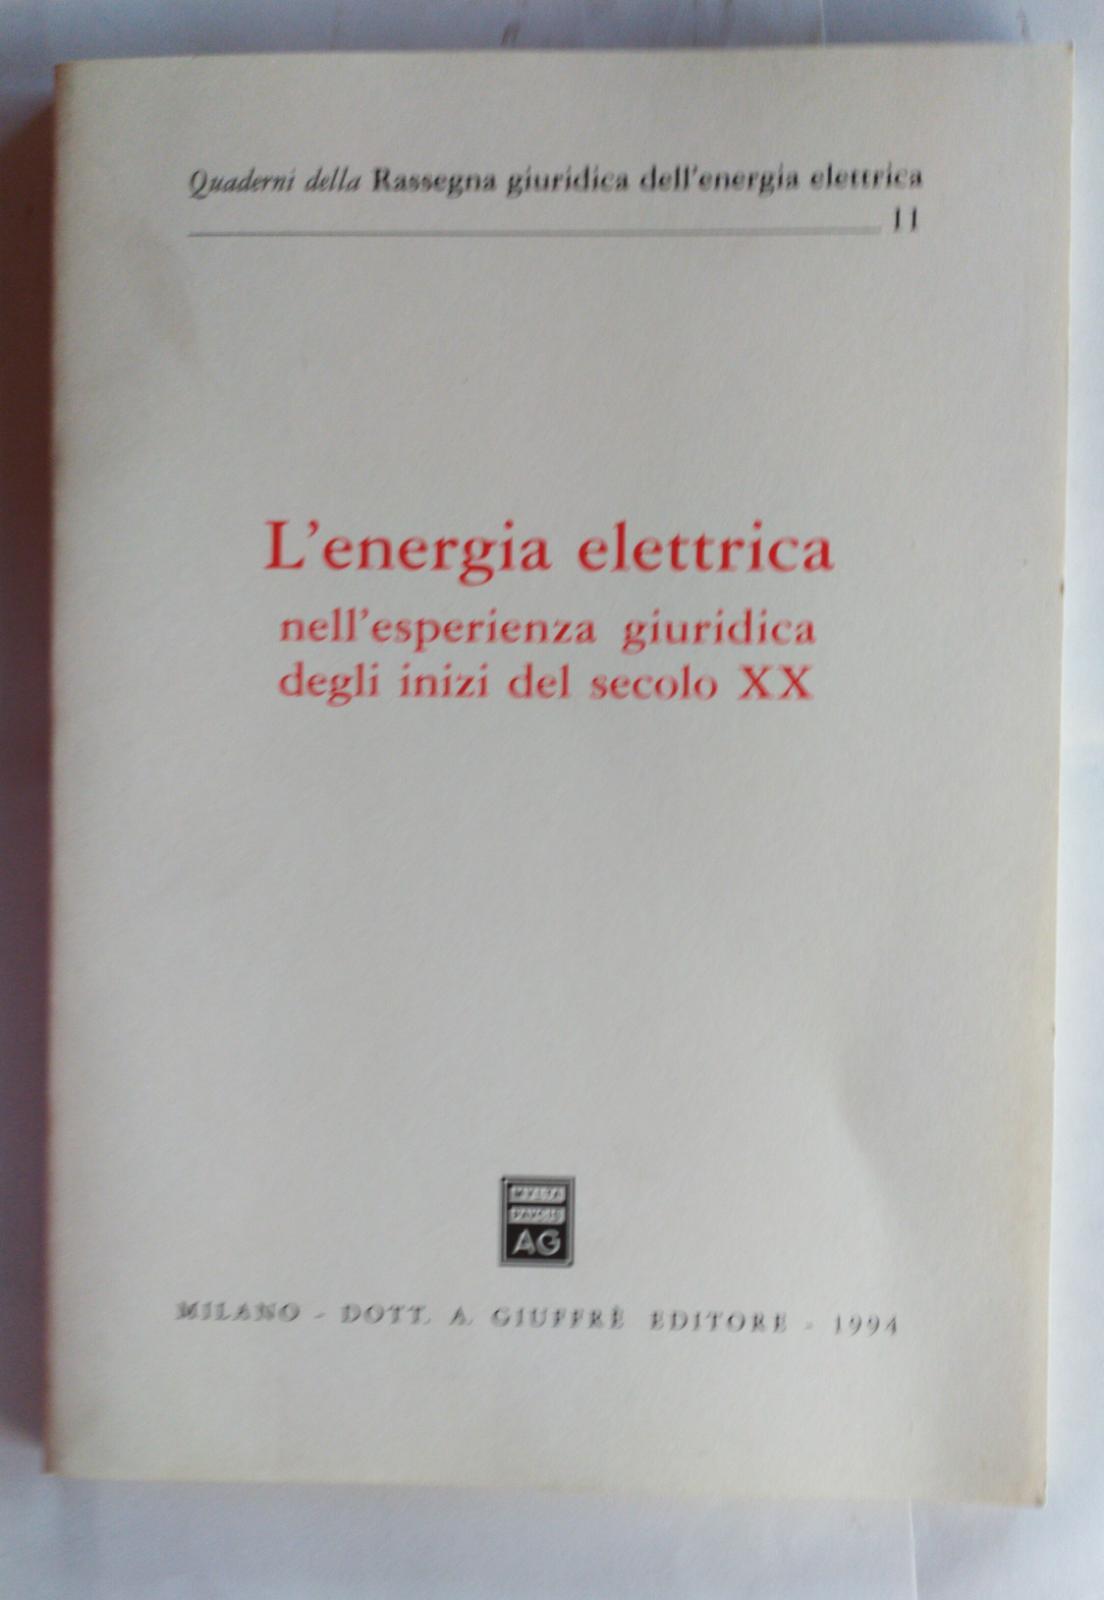 Quaderni della Rassegna giuridica dell'energia elettrica
11
L'energia elettrica
nell'esperienza giuridica
degli inizi del secolo XX
AG
MILANO - DOTT. A. GIUFFRÈ EDITORE - 1994